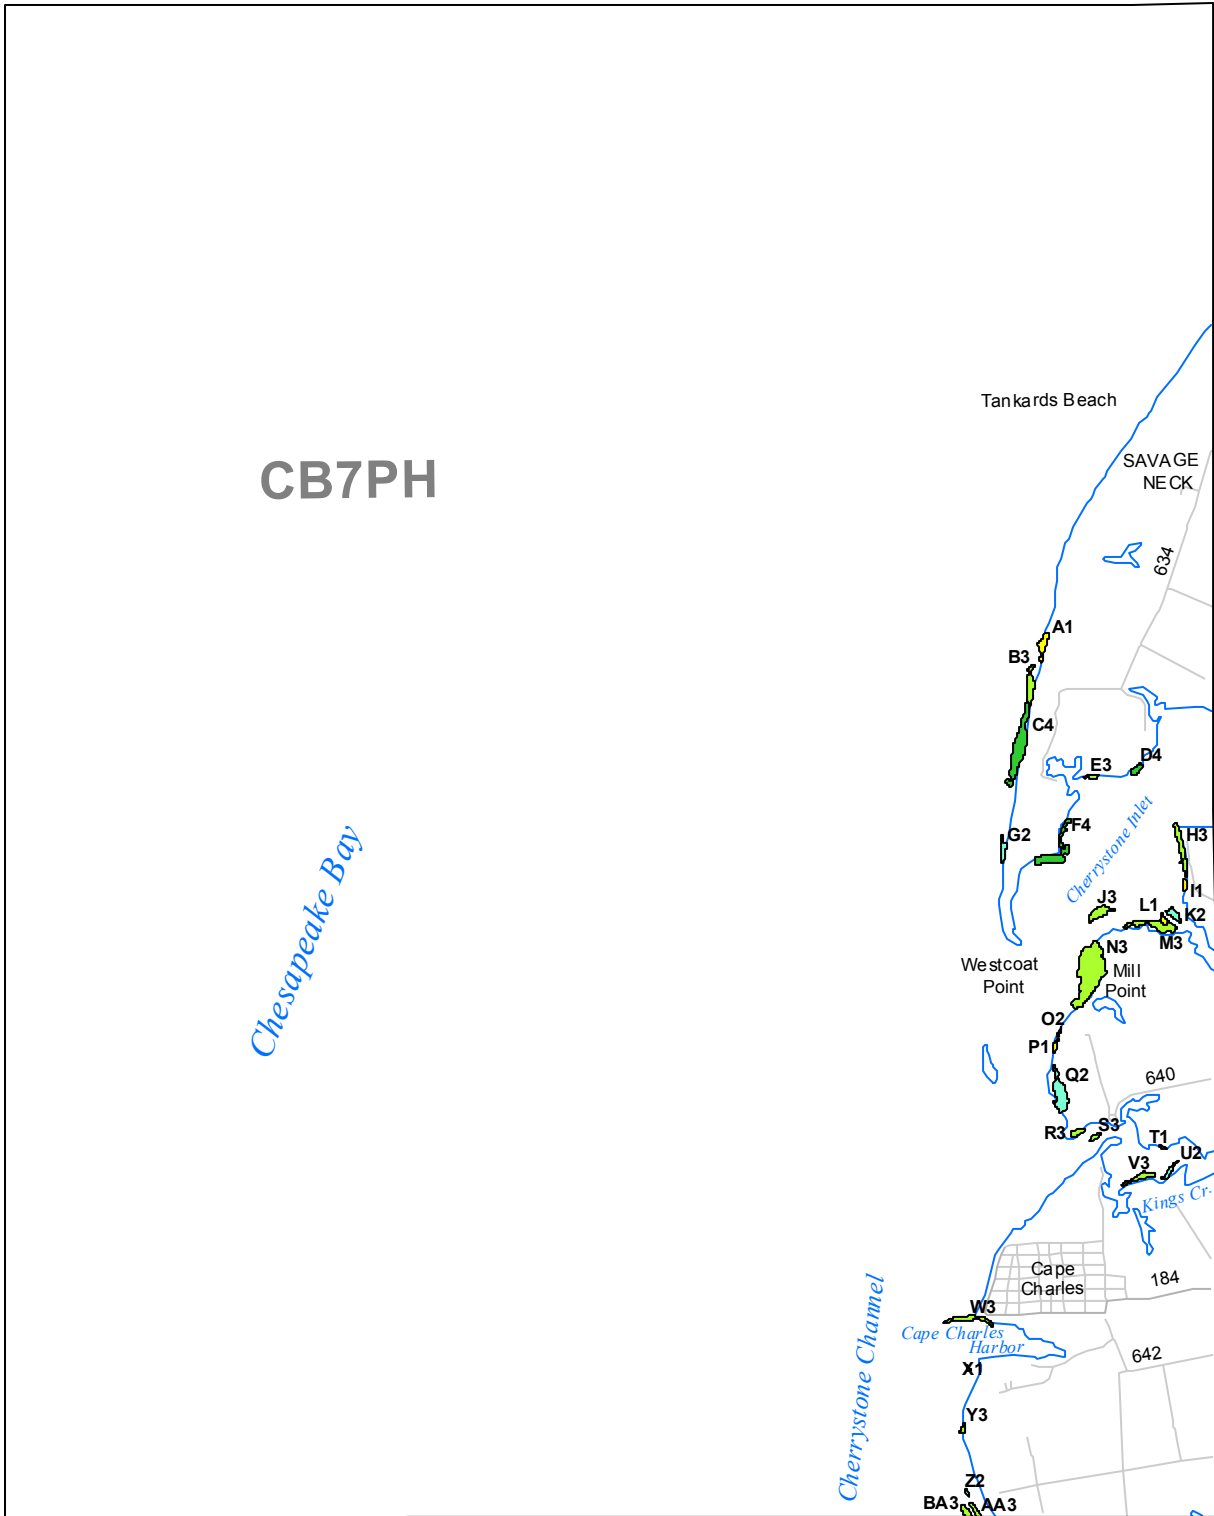 Tankards Beach
SAVAGE
NECK
CB7PH
634
A1
B3
C4
D4
E3
F4
G2
H3
Cherrystone Inlet
Chesapeake Bay
I1
J3
L1
K2
M3
N3
Westcoat
Point
Mill
Point
O2
P1
Q2
640
R3
S3
T1
U2
V3
Kings Cr.
Cape
Charles
184
W3
Cape Charles
Harbor
Cherrystone Channel
642
X1
Y3
Z2
BA3
AA3